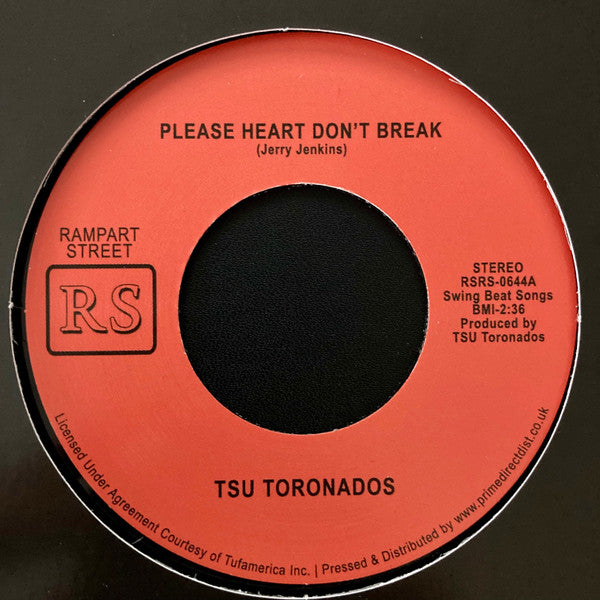 PLEASE HEART DON'T BREAK
(Jerry Jenkins)
RAMPART
STREET
RS
STEREO
RSRS-0644A
Swing Beat Songs
BMI-2:36
Produced by
TSU Toronados
TSU TORONADOS
Licensed Under Agreement Courtesy of Tufamerica Inc. | Pressed & Distributed by www.primedirectdist.co.uk